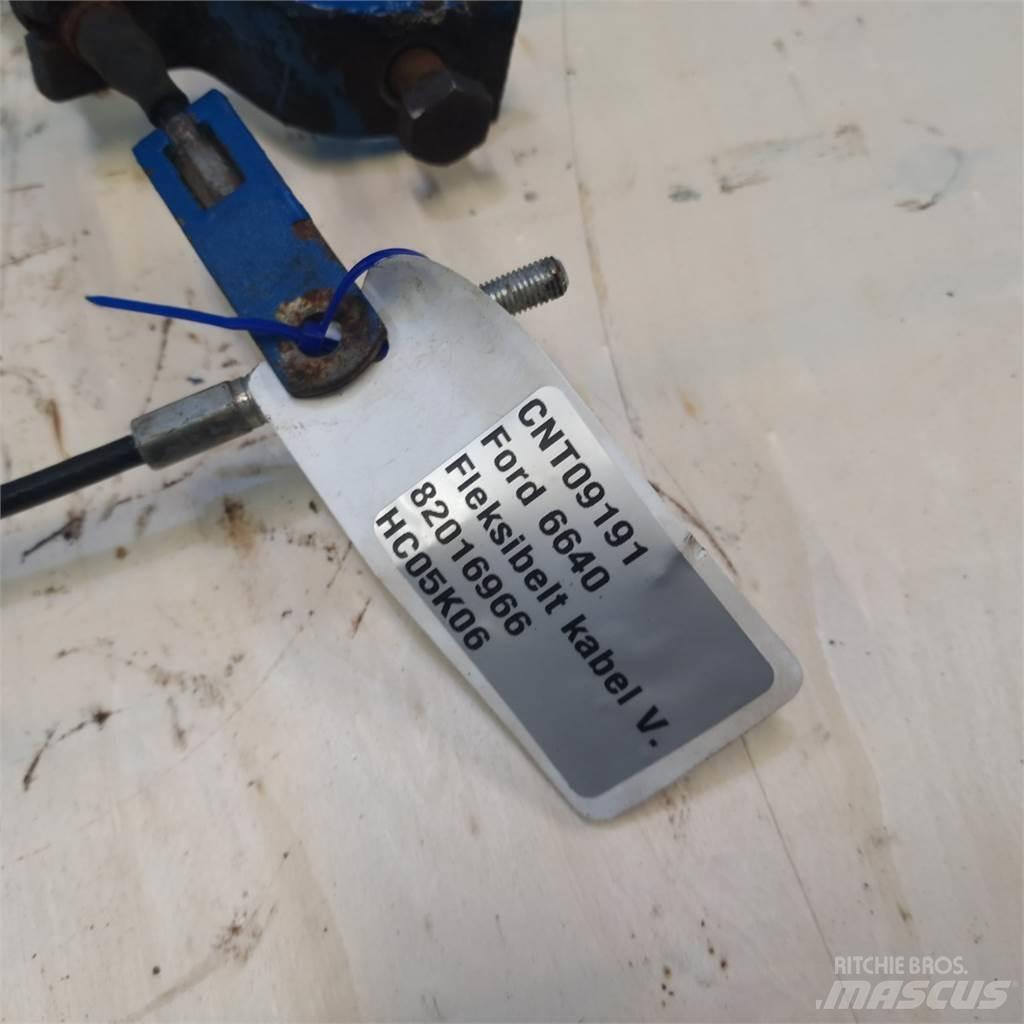 CNT09191
Ford 6640
Fleksibelt kabel V.
82016966
HC05K06
RITCHIE BROS.
MASCUS